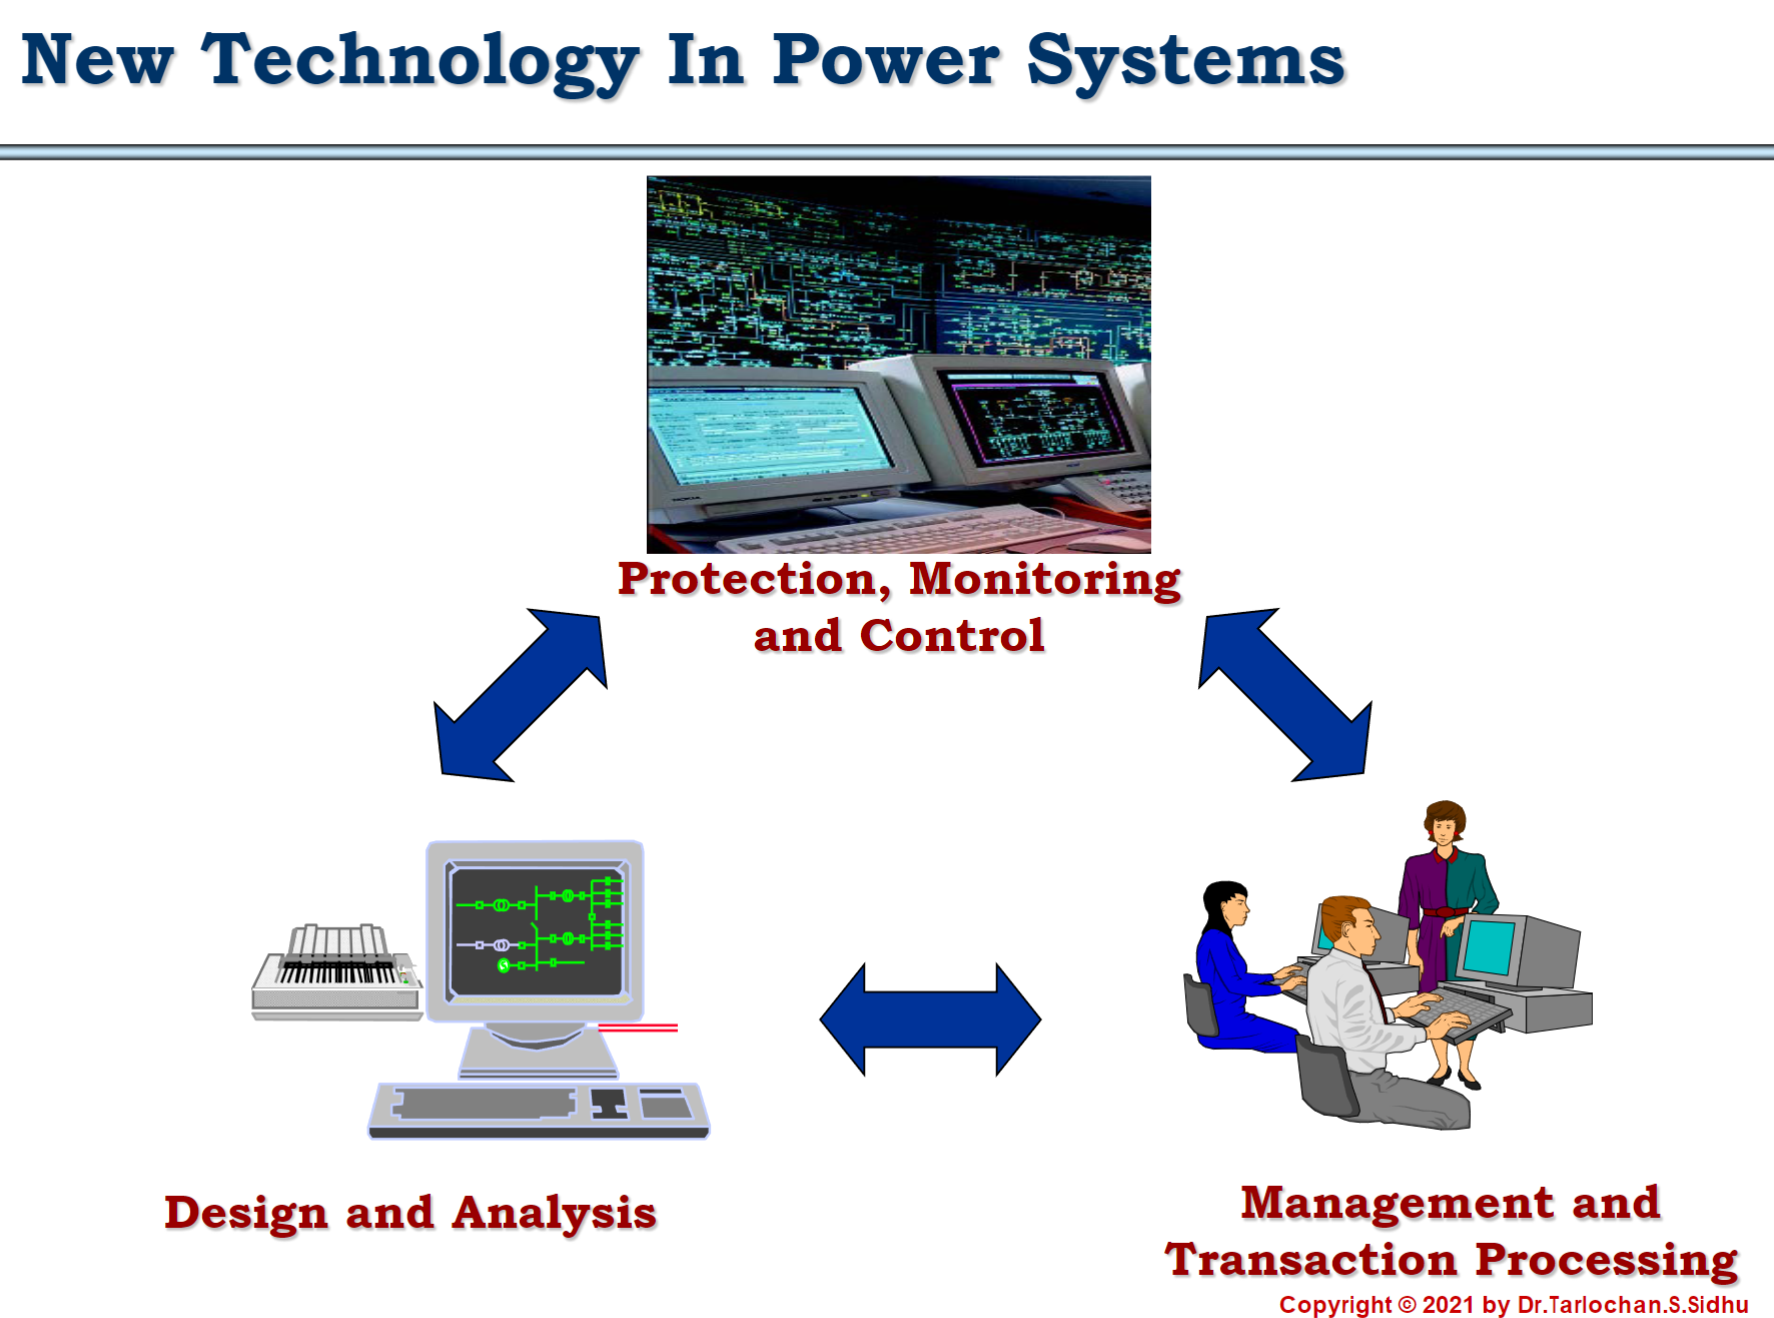 New Technology In Power Systems
Protection, Monitoring
and Control
Design and Analysis
Management and
Transaction Processing
Copyright © 2021 by Dr.Tarlochan.S.Sidhu